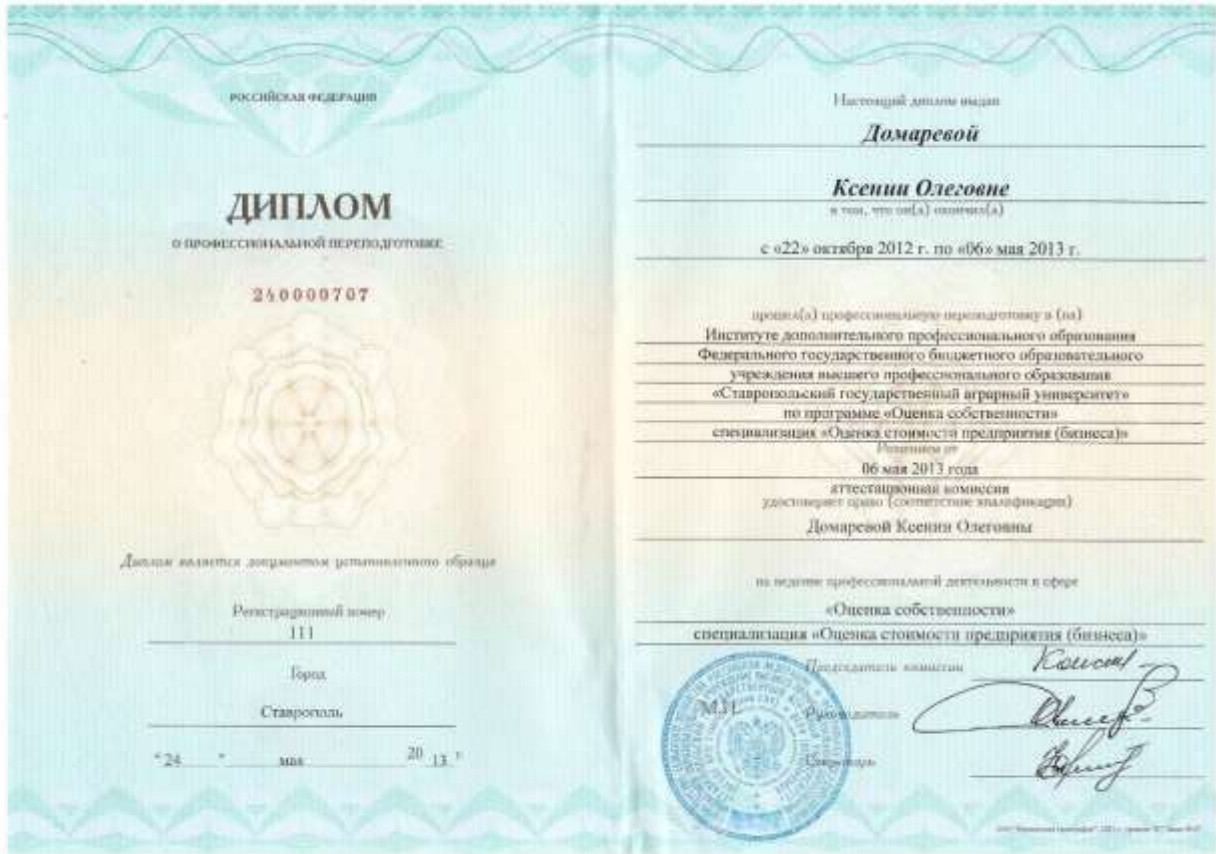 РОССИЙСКАЯ ФЕДЕРАЦИЯ
ДИПЛОМ
О ПРОФЕССИОНАЛЬНОЙ ПЕРЕПОДГОТОВКЕ
240000707
Диплом является документом установленного образца
Регистрационный номер
111
Город
Ставрополь
" 24 " мая 20 13 г.
Настоящий диплом выдан
Домаревой
Ксении Олеговне
в том, что он(а) окончил(а)
с «22» октября 2012 г. по «06» мая 2013 г.
прошел(а) профессиональную переподготовку в (на)
Институте дополнительного профессионального образования
Федерального государственного бюджетного образовательного
учреждения высшего профессионального образования
«Ставропольский государственный аграрный университет»
по программе «Оценка собственности»
специализация «Оценка стоимости предприятия (бизнеса)»
Решением от
06 мая 2013 года
аттестационная комиссия
удостоверяет право (соответствие квалификации)
Домаревой Ксении Олеговны
на ведение профессиональной деятельности в сфере
«Оценка собственности»
специализация «Оценка стоимости предприятия (бизнеса)»
Председатель комиссии
М.П.
Руководитель
Секретарь